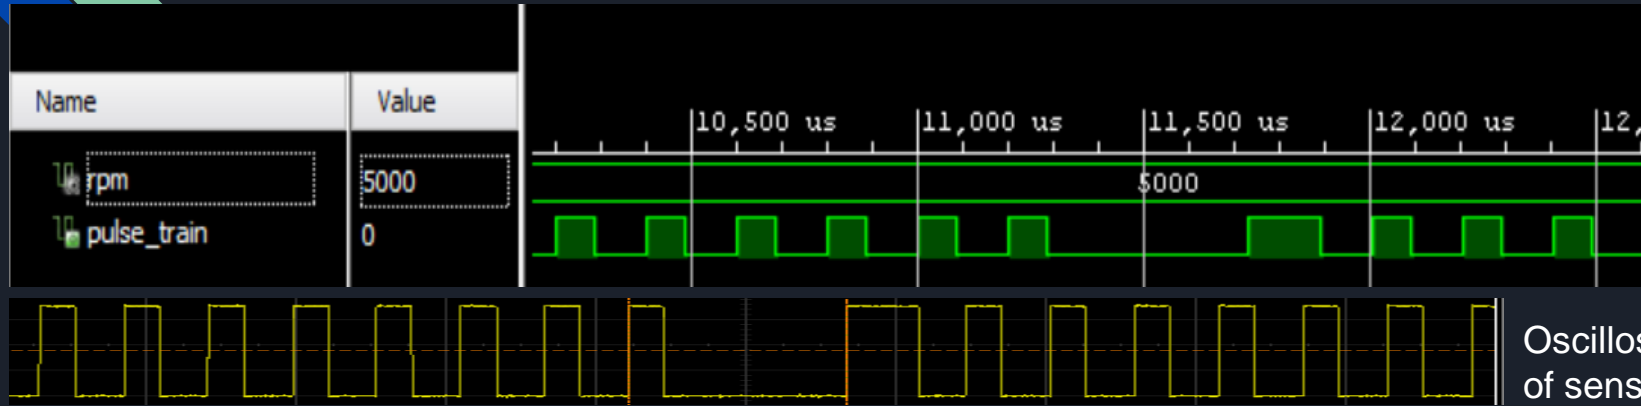 Name Value
10,500 us 11,000 us 11,500 us 12,000 us 12,
rpm 5000 5000
pulse_train 0
Oscillos
of sens